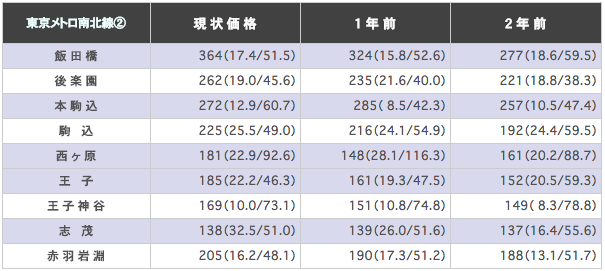 東京メトロ南北線② 現状価格 1年前 2年前
飯田橋 364(17.4/51.5) 324(15.8/52.6) 277(18.6/59.5)
後楽園 262(19.0/45.6) 235(21.6/40.0) 221(18.8/38.3)
本駒込 272(12.9/60.7) 285( 8.5/42.3) 257(10.5/47.4)
駒込 225(25.5/49.0) 216(24.1/54.9) 192(24.4/59.5)
西ヶ原 181(22.9/92.6) 148(28.1/116.3) 161(20.2/88.7)
王子 185(22.2/46.3) 161(19.3/47.5) 152(20.5/59.3)
王子神谷 169(10.0/73.1) 151(10.8/74.8) 149( 8.3/78.8)
志茂 138(32.5/51.0) 139(26.0/51.6) 137(16.4/55.6)
赤羽岩淵 205(16.2/48.1) 190(17.3/51.2) 188(13.1/51.7)